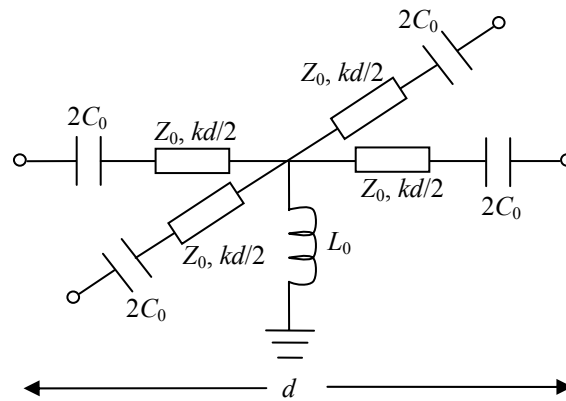 2C₀
Z₀, kd/2
2C₀
Z₀, kd/2
Z₀, kd/2
2C₀
Z₀, kd/2
L₀
2C₀
d